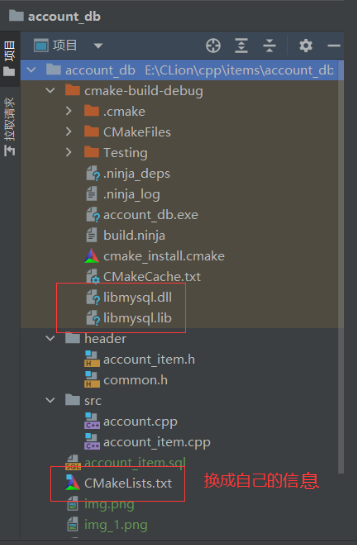 account_db
项目
拉取请求
项目
account_db E:\CLion\cpp\items\account_db
cmake-build-debug
.cmake
CMakeFiles
Testing
.ninja_deps
.ninja_log
account_db.exe
build.ninja
cmake_install.cmake
CMakeCache.txt
libmysql.dll
libmysql.lib
header
account_item.h
common.h
src
account.cpp
account_item.cpp
account_item.sql
CMakeLists.txt 换成自己的信息
img.png
img_1.png